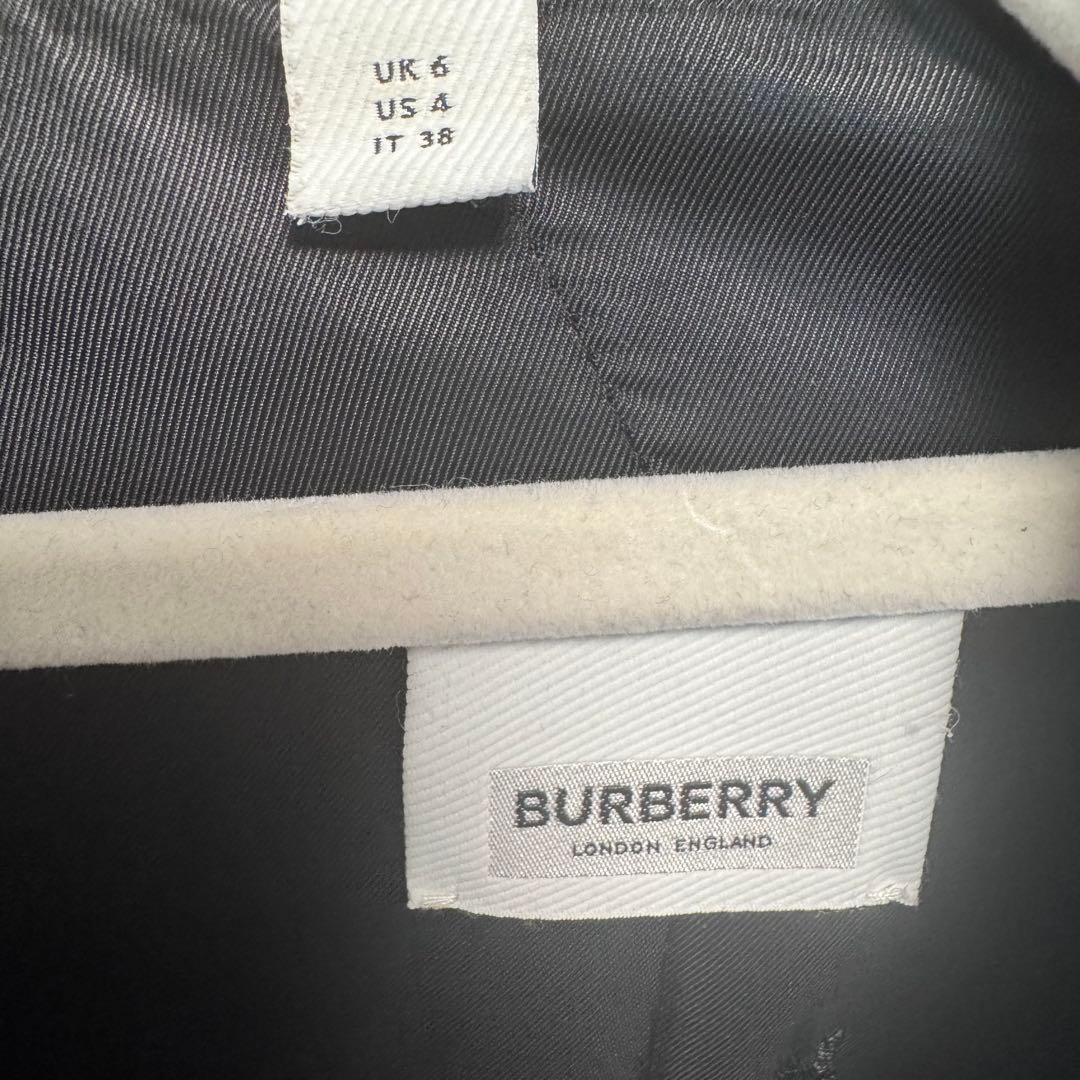 UK 6
US 4
IT 38
BURBERRY
LONDON ENGLAND